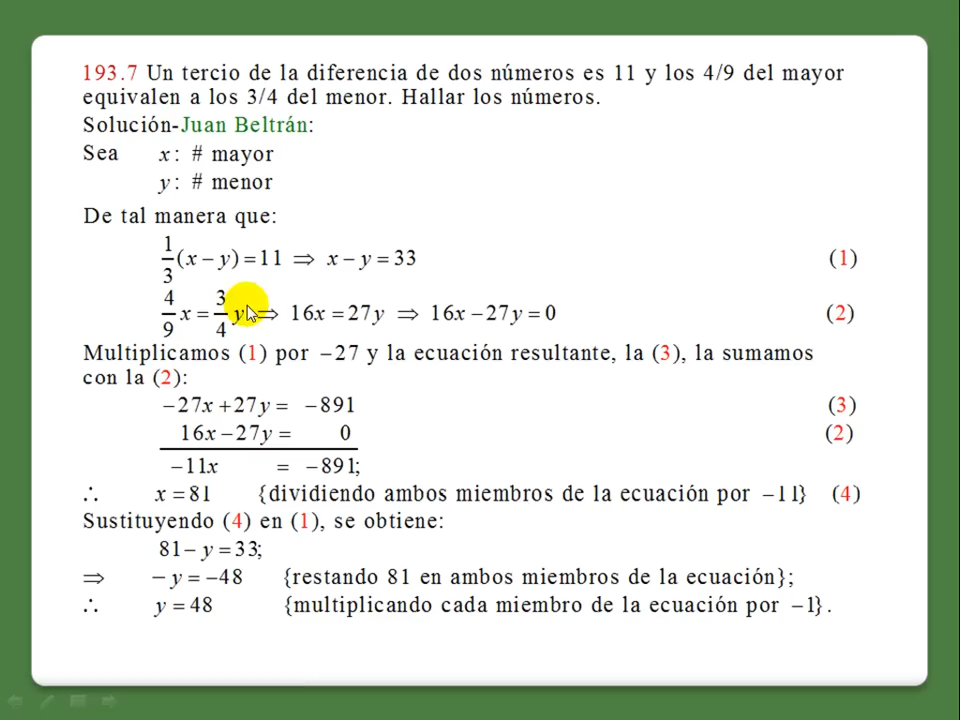 193.7 Un tercio de la diferencia de dos números es 11 y los 4/9 del mayor
equivalen a los 3/4 del menor. Hallar los números.
Solución-Juan Beltrán:
Sea x: # mayor
y: # menor
De tal manera que:
1/3(x − y) = 11 ⇒ x − y = 33 (1)
4/9 x = 3/4 y ⇒ 16x = 27y ⇒ 16x − 27y = 0 (2)
Multiplicamos (1) por −27 y la ecuación resultante, la (3), la sumamos
con la (2):
−27x + 27y = −891 (3)
16x − 27y = 0 (2)
−11x = −891;
∴ x = 81 {dividiendo ambos miembros de la ecuación por −11} (4)
Sustituyendo (4) en (1), se obtiene:
81 − y = 33;
⇒ −y = −48 {restando 81 en ambos miembros de la ecuación};
∴ y = 48 {multiplicando cada miembro de la ecuación por −1}.